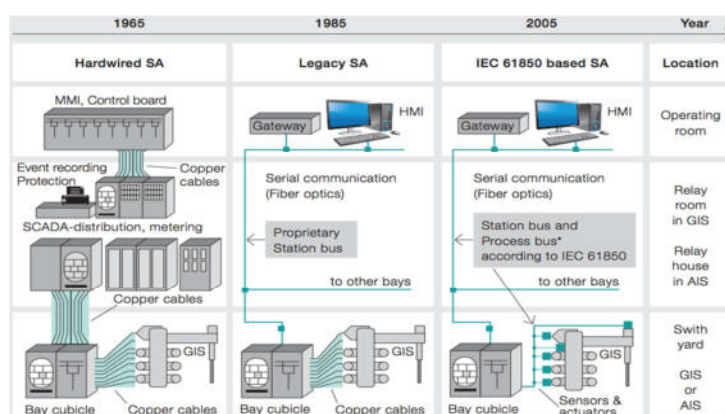 1965 1985 2005 Year
Hardwired SA Legacy SA IEC 61850 based SA Location
MMI, Control board
Copper
cables
Event recording
Protection
SCADA-distribution, metering
Copper cables
GIS
Bay cubicle
Copper cables
Gateway
HMI
Serial communication
(Fiber optics)
Proprietary
Station bus
to other bays
GIS
Bay cubicle
Copper cables
Gateway
HMI
Serial communication
(Fiber optics)
Station bus and
Process bus*
according to IEC 61850
to other bays
GIS
Bay cubicle
Sensors &
actuators
Operating
room
Relay
room
in GIS
Relay
house
in AIS
Swith
yard
GIS
or
AIS